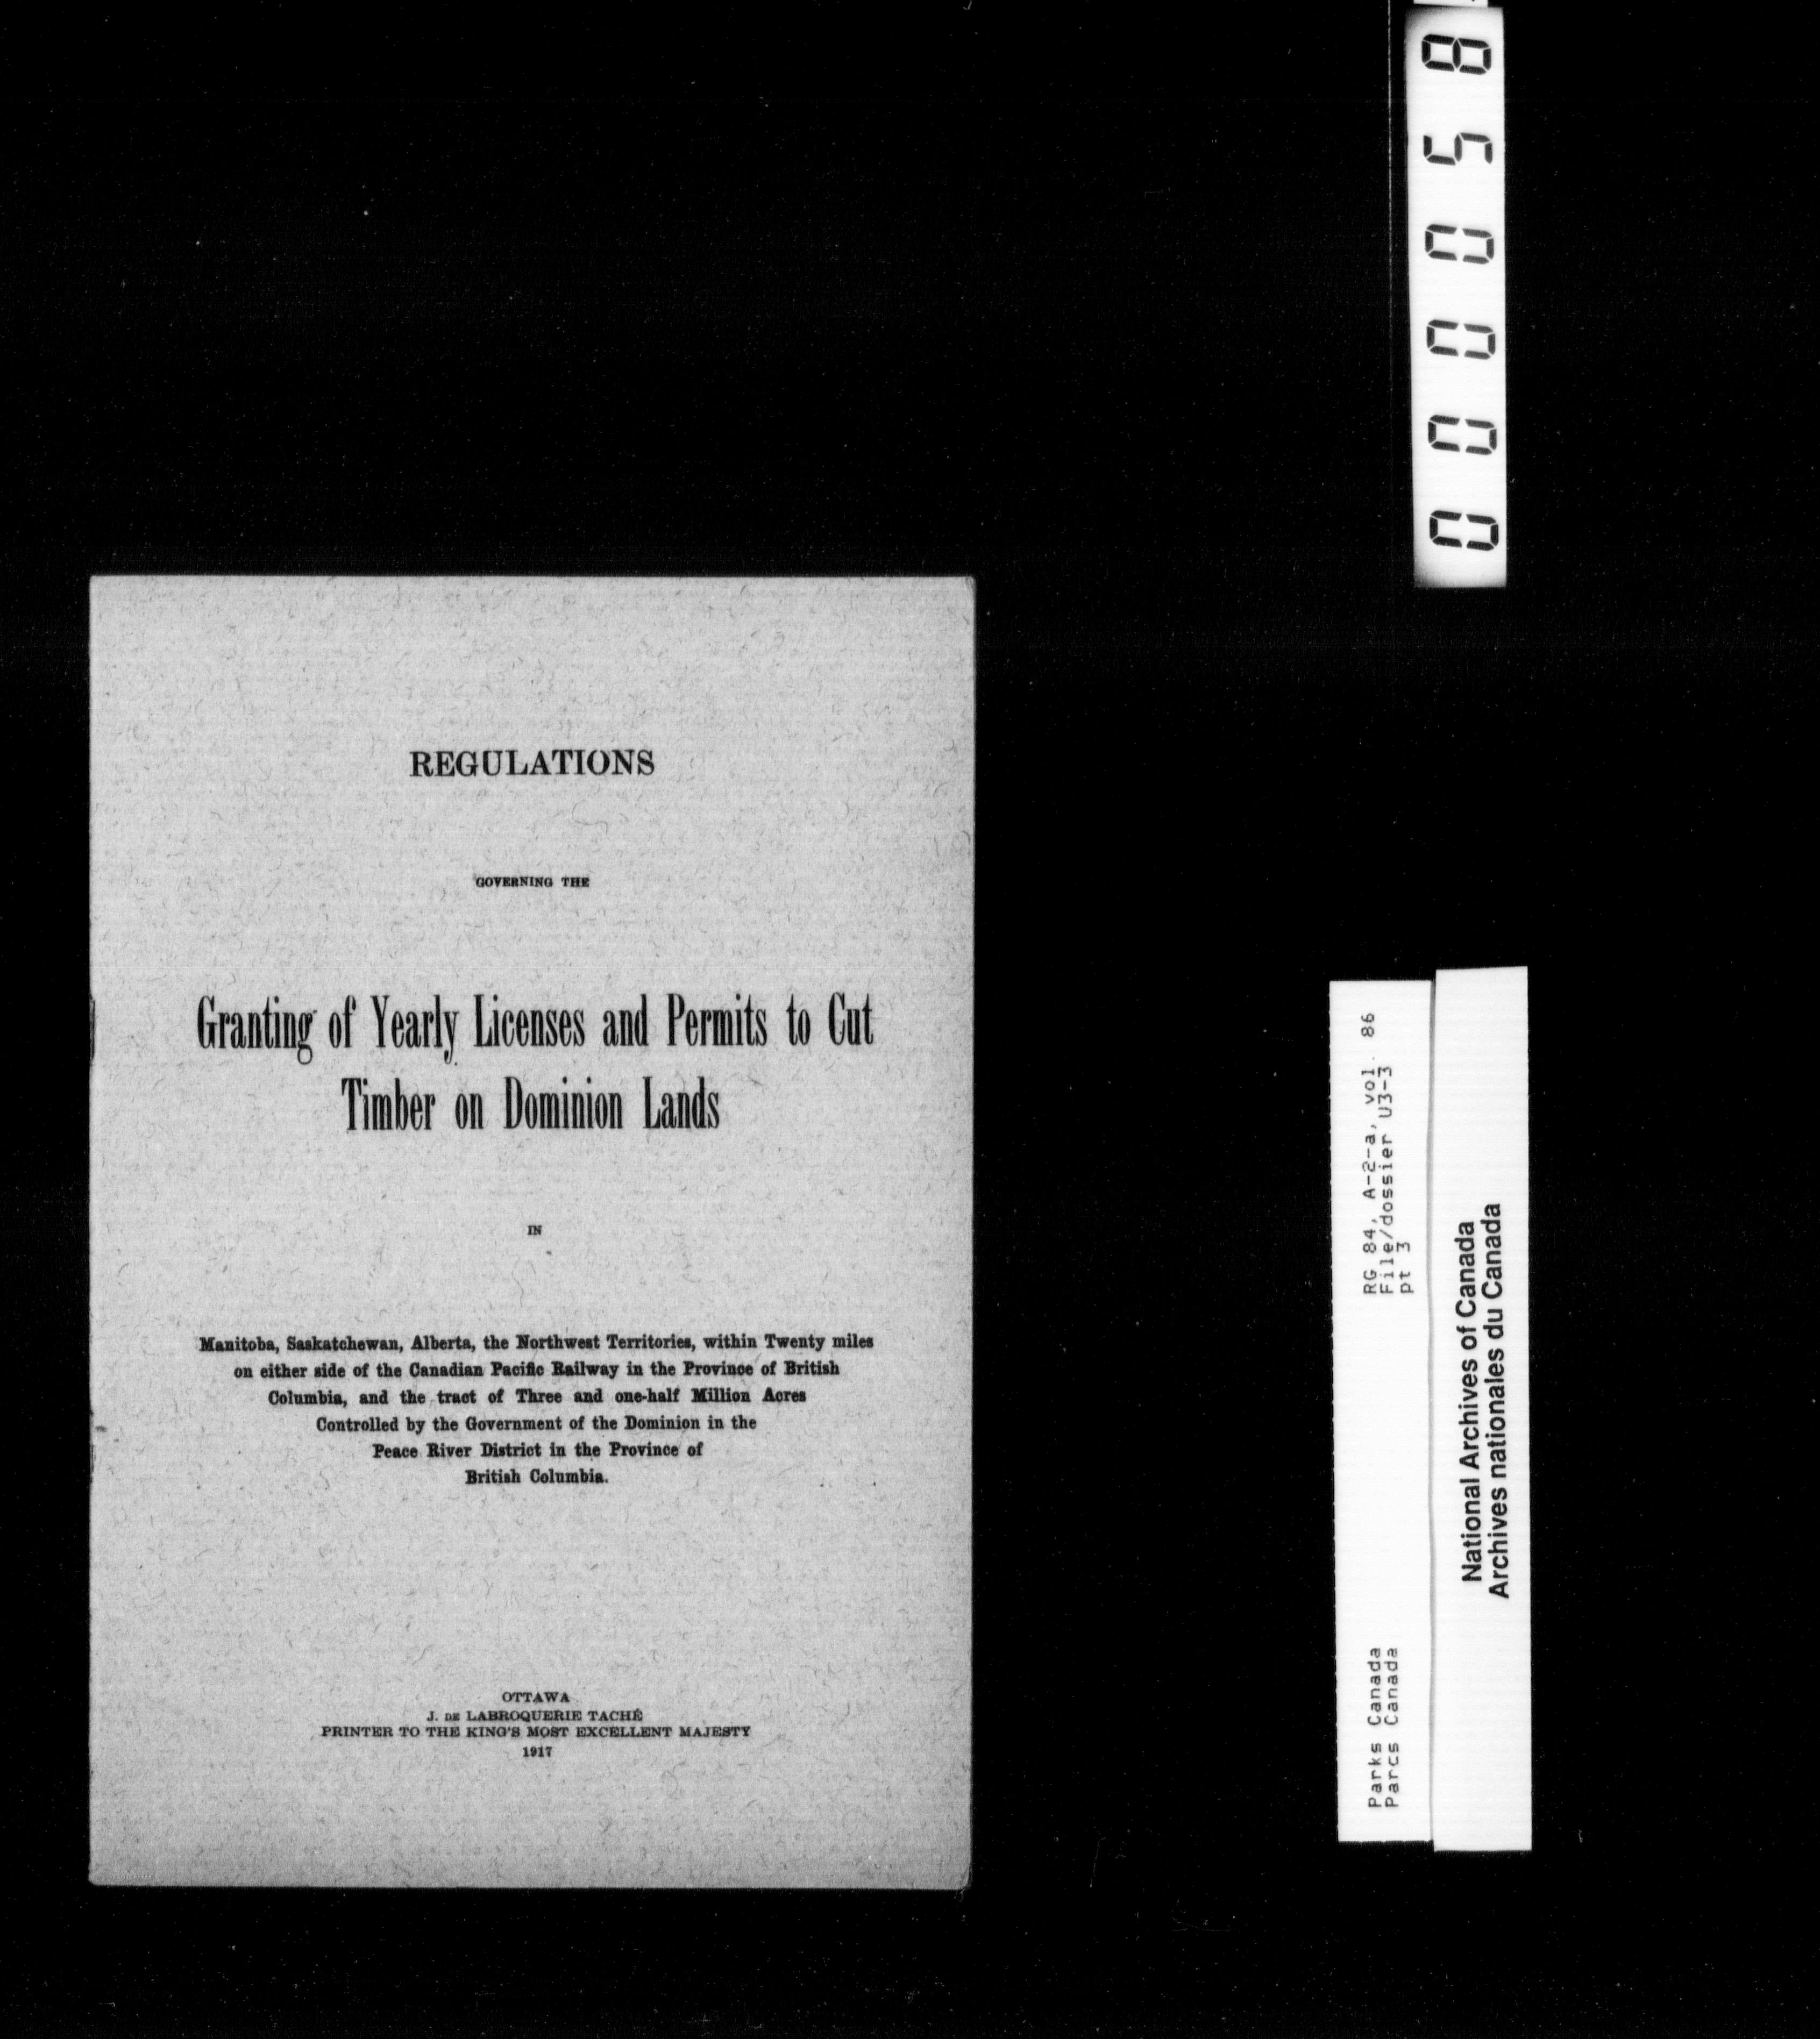 REGULATIONS
GOVERNING THE
Granting of Yearly Licenses and Permits to Cut
Timber on Dominion Lands
IN
Manitoba, Saskatchewan, Alberta, the Northwest Territories, within Twenty miles
on either side of the Canadian Pacific Railway in the Province of British
Columbia, and the tract of Three and one-half Million Acres
Controlled by the Government of the Dominion in the
Peace River District in the Province of
British Columbia.
OTTAWA
J. DE LABROQUERIE TACHÉ
PRINTER TO THE KING'S MOST EXCELLENT MAJESTY
1917
000058
RG 84, A-2-a, vol. 86
File/dossier U3-3
pt 3
Parks Canada
Parcs Canada
National Archives of Canada
Archives nationales du Canada